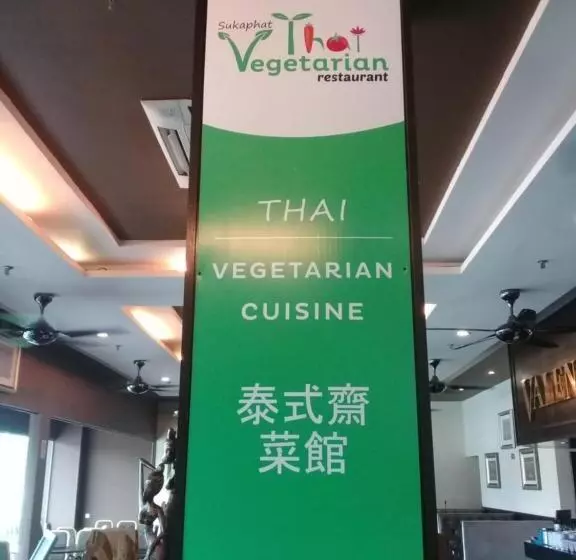 Sukaphat
Thai
Vegetarian
restaurant
THAI
VEGETARIAN
CUISINE
泰式齋
菜館